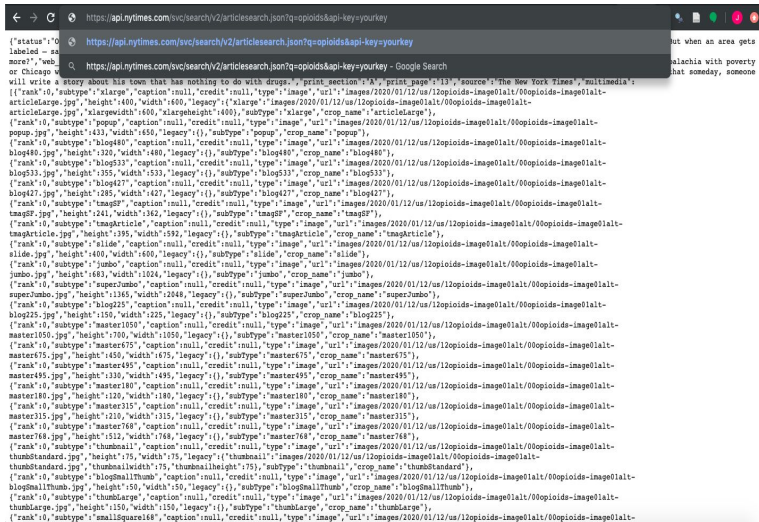 https://api.nytimes.com/svc/search/v2/articlesearch.json?q=opioids&api-key=yourkey
{"status":"O
https://api.nytimes.com/svc/search/v2/articlesearch.json?q=opioids&api-key=yourkey
but when an area gets
labeled — sa
more?","web_
https://api.nytimes.com/svc/search/v2/articlesearch.json?q=opioids&api-key=yourkey - Google Search
palachia with poverty
or Chicago w
that someday, someone
will write a story about his town that has nothing to do with drugs.","print_section":"A","print_page":"13","source":"The New York Times","multimedia":
[{"rank":0,"subtype":"xlarge","caption":null,"credit":null,"type":"image","url":"images/2020/01/12/us/12opioids-image01alt/00opioids-image01alt-
articleLarge.jpg","height":400,"width":600,"legacy":{"xlarge":"images/2020/01/12/us/12opioids-image01alt/00opioids-image01alt-
articleLarge.jpg","xlargewidth":600,"xlargeheight":400},"subType":"xlarge","crop_name":"articleLarge"},
{"rank":0,"subtype":"popup","caption":null,"credit":null,"type":"image","url":"images/2020/01/12/us/12opioids-image01alt/00opioids-image01alt-
popup.jpg","height":433,"width":650,"legacy":{},"subType":"popup","crop_name":"popup"},
{"rank":0,"subtype":"blog480","caption":null,"credit":null,"type":"image","url":"images/2020/01/12/us/12opioids-image01alt/00opioids-image01alt-
blog480.jpg","height":320,"width":480,"legacy":{},"subType":"blog480","crop_name":"blog480"},
{"rank":0,"subtype":"blog533","caption":null,"credit":null,"type":"image","url":"images/2020/01/12/us/12opioids-image01alt/00opioids-image01alt-
blog533.jpg","height":355,"width":533,"legacy":{},"subType":"blog533","crop_name":"blog533"},
{"rank":0,"subtype":"blog427","caption":null,"credit":null,"type":"image","url":"images/2020/01/12/us/12opioids-image01alt/00opioids-image01alt-
blog427.jpg","height":285,"width":427,"legacy":{},"subType":"blog427","crop_name":"blog427"},
{"rank":0,"subtype":"tmagSF","caption":null,"credit":null,"type":"image","url":"images/2020/01/12/us/12opioids-image01alt/00opioids-image01alt-
tmagSF.jpg","height":241,"width":362,"legacy":{},"subType":"tmagSF","crop_name":"tmagSF"},
{"rank":0,"subtype":"tmagArticle","caption":null,"credit":null,"type":"image","url":"images/2020/01/12/us/12opioids-image01alt/00opioids-image01alt-
tmagArticle.jpg","height":395,"width":592,"legacy":{},"subType":"tmagArticle","crop_name":"tmagArticle"},
{"rank":0,"subtype":"slide","caption":null,"credit":null,"type":"image","url":"images/2020/01/12/us/12opioids-image01alt/00opioids-image01alt-
slide.jpg","height":400,"width":600,"legacy":{},"subType":"slide","crop_name":"slide"},
{"rank":0,"subtype":"jumbo","caption":null,"credit":null,"type":"image","url":"images/2020/01/12/us/12opioids-image01alt/00opioids-image01alt-
jumbo.jpg","height":683,"width":1024,"legacy":{},"subType":"jumbo","crop_name":"jumbo"},
{"rank":0,"subtype":"superJumbo","caption":null,"credit":null,"type":"image","url":"images/2020/01/12/us/12opioids-image01alt/00opioids-image01alt-
superJumbo.jpg","height":1365,"width":2048,"legacy":{},"subType":"superJumbo","crop_name":"superJumbo"},
{"rank":0,"subtype":"blog225","caption":null,"credit":null,"type":"image","url":"images/2020/01/12/us/12opioids-image01alt/00opioids-image01alt-
blog225.jpg","height":150,"width":225,"legacy":{},"subType":"blog225","crop_name":"blog225"},
{"rank":0,"subtype":"master1050","caption":null,"credit":null,"type":"image","url":"images/2020/01/12/us/12opioids-image01alt/00opioids-image01alt-
master1050.jpg","height":700,"width":1050,"legacy":{},"subType":"master1050","crop_name":"master1050"},
{"rank":0,"subtype":"master675","caption":null,"credit":null,"type":"image","url":"images/2020/01/12/us/12opioids-image01alt/00opioids-image01alt-
master675.jpg","height":450,"width":675,"legacy":{},"subType":"master675","crop_name":"master675"},
{"rank":0,"subtype":"master495","caption":null,"credit":null,"type":"image","url":"images/2020/01/12/us/12opioids-image01alt/00opioids-image01alt-
master495.jpg","height":330,"width":495,"legacy":{},"subType":"master495","crop_name":"master495"},
{"rank":0,"subtype":"master180","caption":null,"credit":null,"type":"image","url":"images/2020/01/12/us/12opioids-image01alt/00opioids-image01alt-
master180.jpg","height":120,"width":180,"legacy":{},"subType":"master180","crop_name":"master180"},
{"rank":0,"subtype":"master315","caption":null,"credit":null,"type":"image","url":"images/2020/01/12/us/12opioids-image01alt/00opioids-image01alt-
master315.jpg","height":210,"width":315,"legacy":{},"subType":"master315","crop_name":"master315"},
{"rank":0,"subtype":"master768","caption":null,"credit":null,"type":"image","url":"images/2020/01/12/us/12opioids-image01alt/00opioids-image01alt-
master768.jpg","height":512,"width":768,"legacy":{},"subType":"master768","crop_name":"master768"},
{"rank":0,"subtype":"thumbnail","caption":null,"credit":null,"type":"image","url":"images/2020/01/12/us/12opioids-image01alt/00opioids-image01alt-
thumbStandard.jpg","height":75,"width":75,"legacy":{"thumbnail":"images/2020/01/12/us/12opioids-image01alt/00opioids-image01alt-
thumbStandard.jpg","thumbnailwidth":75,"thumbnailheight":75},"subType":"thumbnail","crop_name":"thumbStandard"},
{"rank":0,"subtype":"blogSmallThumb","caption":null,"credit":null,"type":"image","url":"images/2020/01/12/us/12opioids-image01alt/00opioids-image01alt-
blogSmallThumb.jpg","height":50,"width":50,"legacy":{},"subType":"blogSmallThumb","crop_name":"blogSmallThumb"},
{"rank":0,"subtype":"thumbLarge","caption":null,"credit":null,"type":"image","url":"images/2020/01/12/us/12opioids-image01alt/00opioids-image01alt-
thumbLarge.jpg","height":150,"width":150,"legacy":{},"subType":"thumbLarge","crop_name":"thumbLarge"},
{"rank":0,"subtype":"smallSquare168","caption":null,"credit":null,"type":"image","url":"images/2020/01/12/us/12opioids-image01alt/00opioids-image01alt-